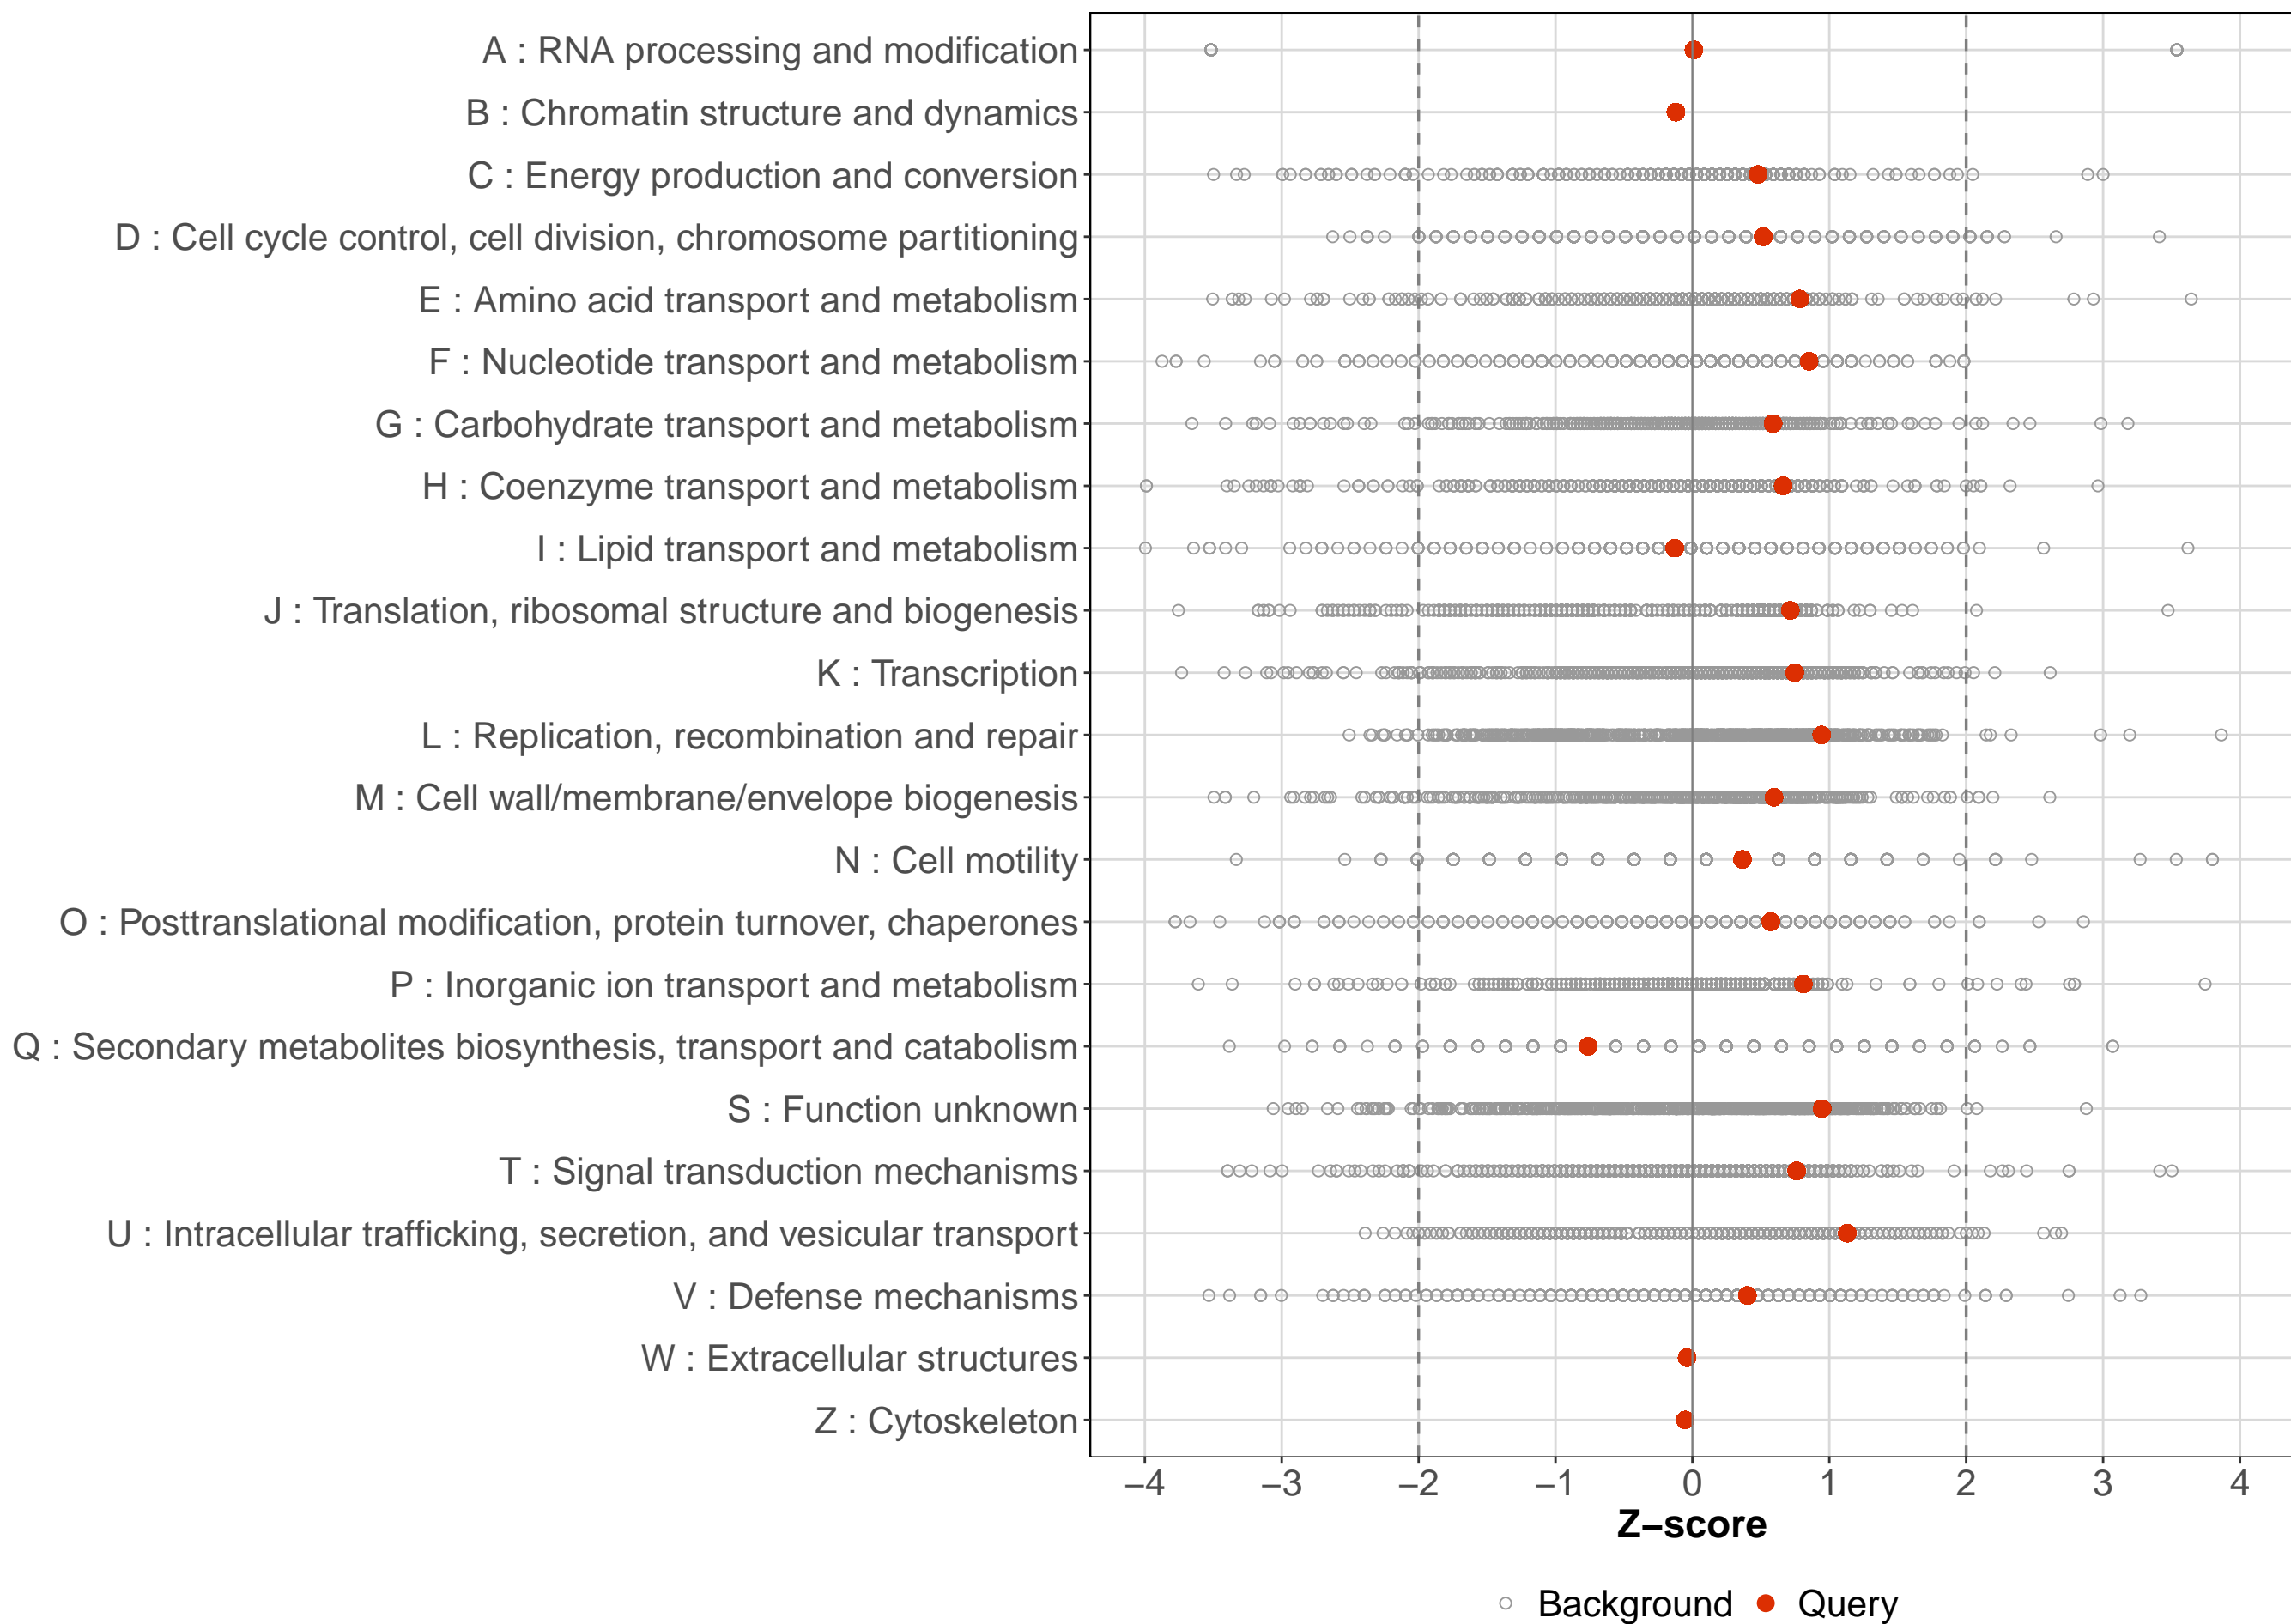 A : RNA processing and modification
B : Chromatin structure and dynamics
C : Energy production and conversion
D : Cell cycle control, cell division, chromosome partitioning
E : Amino acid transport and metabolism
F : Nucleotide transport and metabolism
G : Carbohydrate transport and metabolism
H : Coenzyme transport and metabolism
I : Lipid transport and metabolism
J : Translation, ribosomal structure and biogenesis
K : Transcription
L : Replication, recombination and repair
M : Cell wall/membrane/envelope biogenesis
N : Cell motility
O : Posttranslational modification, protein turnover, chaperones
P : Inorganic ion transport and metabolism
Q : Secondary metabolites biosynthesis, transport and catabolism
S : Function unknown
T : Signal transduction mechanisms
U : Intracellular trafficking, secretion, and vesicular transport
V : Defense mechanisms
W : Extracellular structures
Z : Cytoskeleton
−4 −3 −2 −1 0 1 2 3 4
Z−score
Background Query